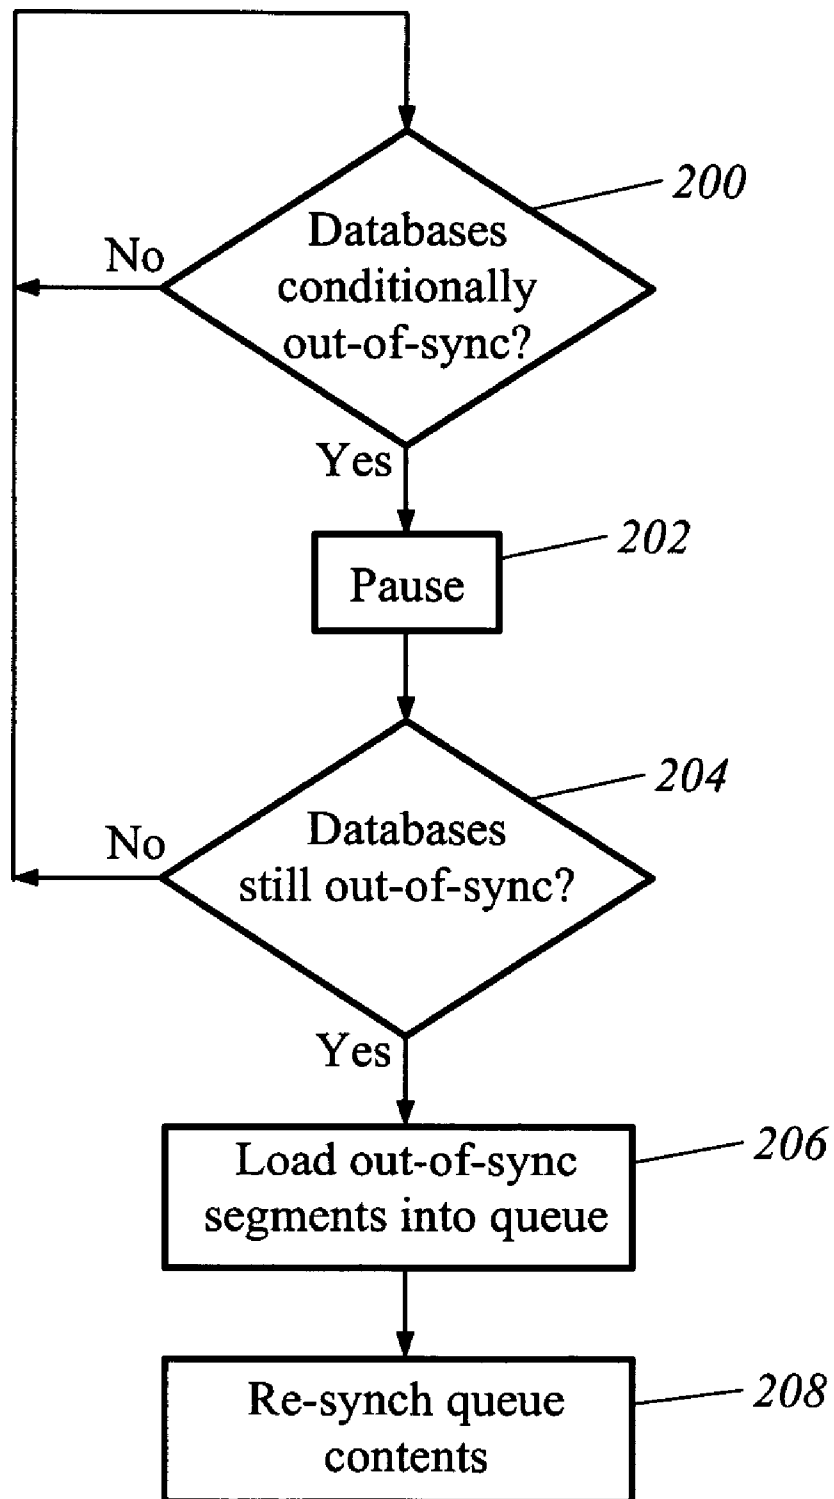 200
Databases
conditionally
out-of-sync?
No
Yes
202
Pause
204
Databases
still out-of-sync?
No
Yes
206
Load out-of-sync
segments into queue
208
Re-synch queue
contents